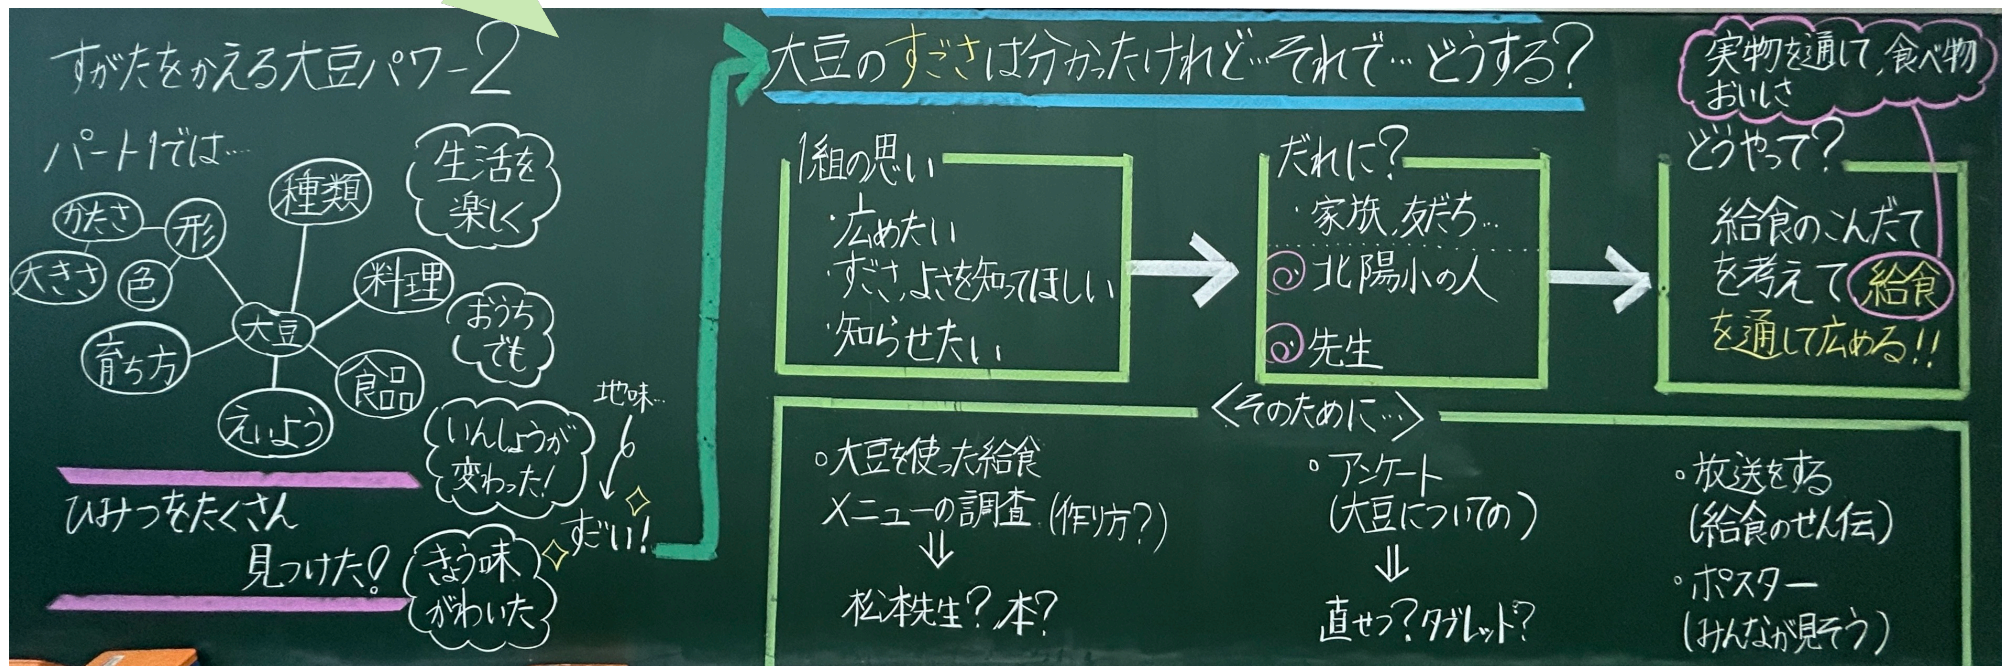 すがたをかえる大豆パワー2
パート1では…
種類
形
かたさ
大きさ
色
大豆
料理
育ち方
食品
えいよう
生活を
楽しく
おうち
でも
いんしょうが
変わった!
きょう味
がわいた
ひみつをたくさん
見つけた!
地味…
すごい!
大豆のすごさは分かったけれど…それで…どうする?
1組の思い
・広めたい
・すごさ、よさを知ってほしい
・知らせたい
だれに?
・家族、友だち…
北陽小の人
先生
実物を通して、食べ物
おいしさ
どうやって?
給食のこんだて
を考えて給食
を通して広める!!
<そのために…>
○大豆を使った給食
メニューの調査(作り方?)
⇓
松本先生?本?
○アンケート
(大豆についての)
⇓
直せつ?タブレット?
○放送をする
(給食のせん伝)
○ポスター
(みんなが見そう)